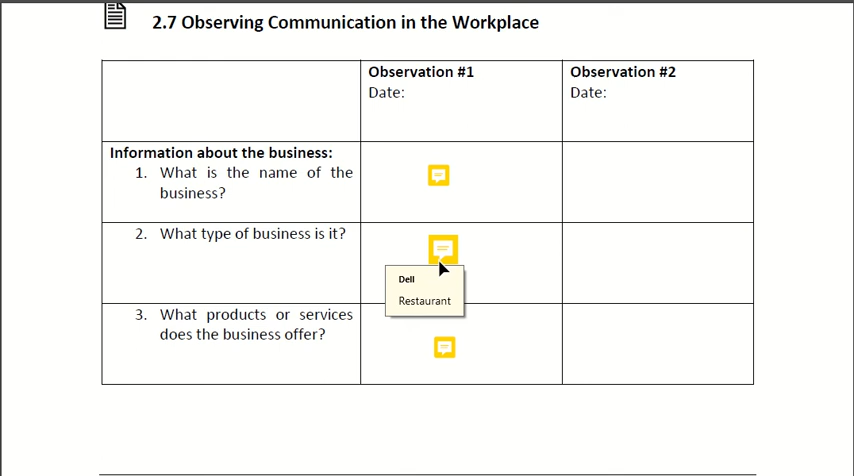 2.7 Observing Communication in the Workplace
Observation #1
Date:
Observation #2
Date:
Information about the business:
1. What is the name of the
business?
2. What type of business is it?
Dell
Restaurant
3. What products or services
does the business offer?